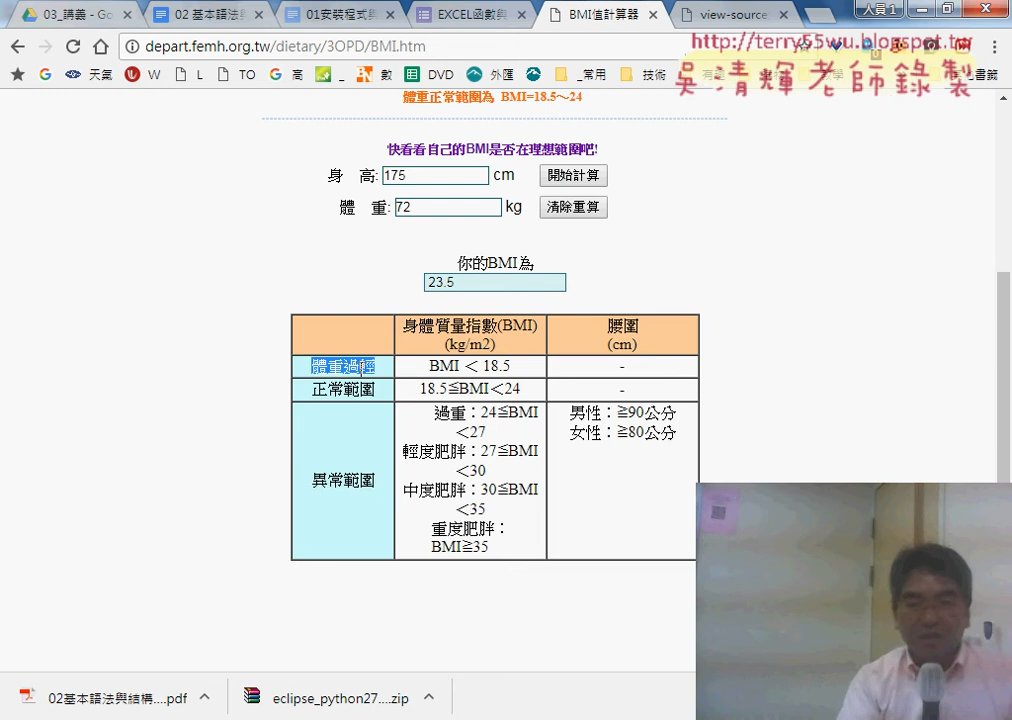 03_講義 - Go
02 基本語法與
01安裝程式與
EXCEL函數與
BMI值計算器
view-source
人員1
depart.femh.org.tw/dietary/3OPD/BMI.htm
http://terry55wu.blogspot.tw
吳清輝老師錄製
天氣
W
L
TO
高
_
數
DVD
外匯
_常用
技術
體重正常範圍為 BMI=18.5～24
快看看自己的BMI是否在理想範圍吧!
身 高: 175 cm 開始計算
體 重: 72 kg 清除重算
你的BMI為
23.5
身體質量指數(BMI)
(kg/m2)
腰圍
(cm)
體重過輕 BMI < 18.5 -
正常範圍 18.5≦BMI＜24 -
異常範圍
過重：24≦BMI
＜27
輕度肥胖：27≦BMI
＜30
中度肥胖：30≦BMI
＜35
重度肥胖：
BMI≧35
男性：≧90公分
女性：≧80公分
02基本語法與結構....pdf
eclipse_python27....zip